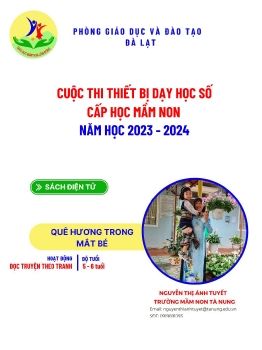 PHÒNG GIÁO DỤC VÀ ĐÀO TẠO
ĐÀ LẠT
CUỘC THI THIẾT BỊ DẠY HỌC SỐ
CẤP HỌC MẦM NON
NĂM HỌC 2023 - 2024
SÁCH ĐIỆN TỬ
QUÊ HƯƠNG TRONG
MẮT BÉ
HOẠT ĐỘNG
ĐỌC TRUYỆN THEO TRANH
ĐỘ TUỔI
5 - 6 tuổi
NGUYỄN THỊ ÁNH TUYẾT
TRƯỜNG MẦM NON TÀ NUNG